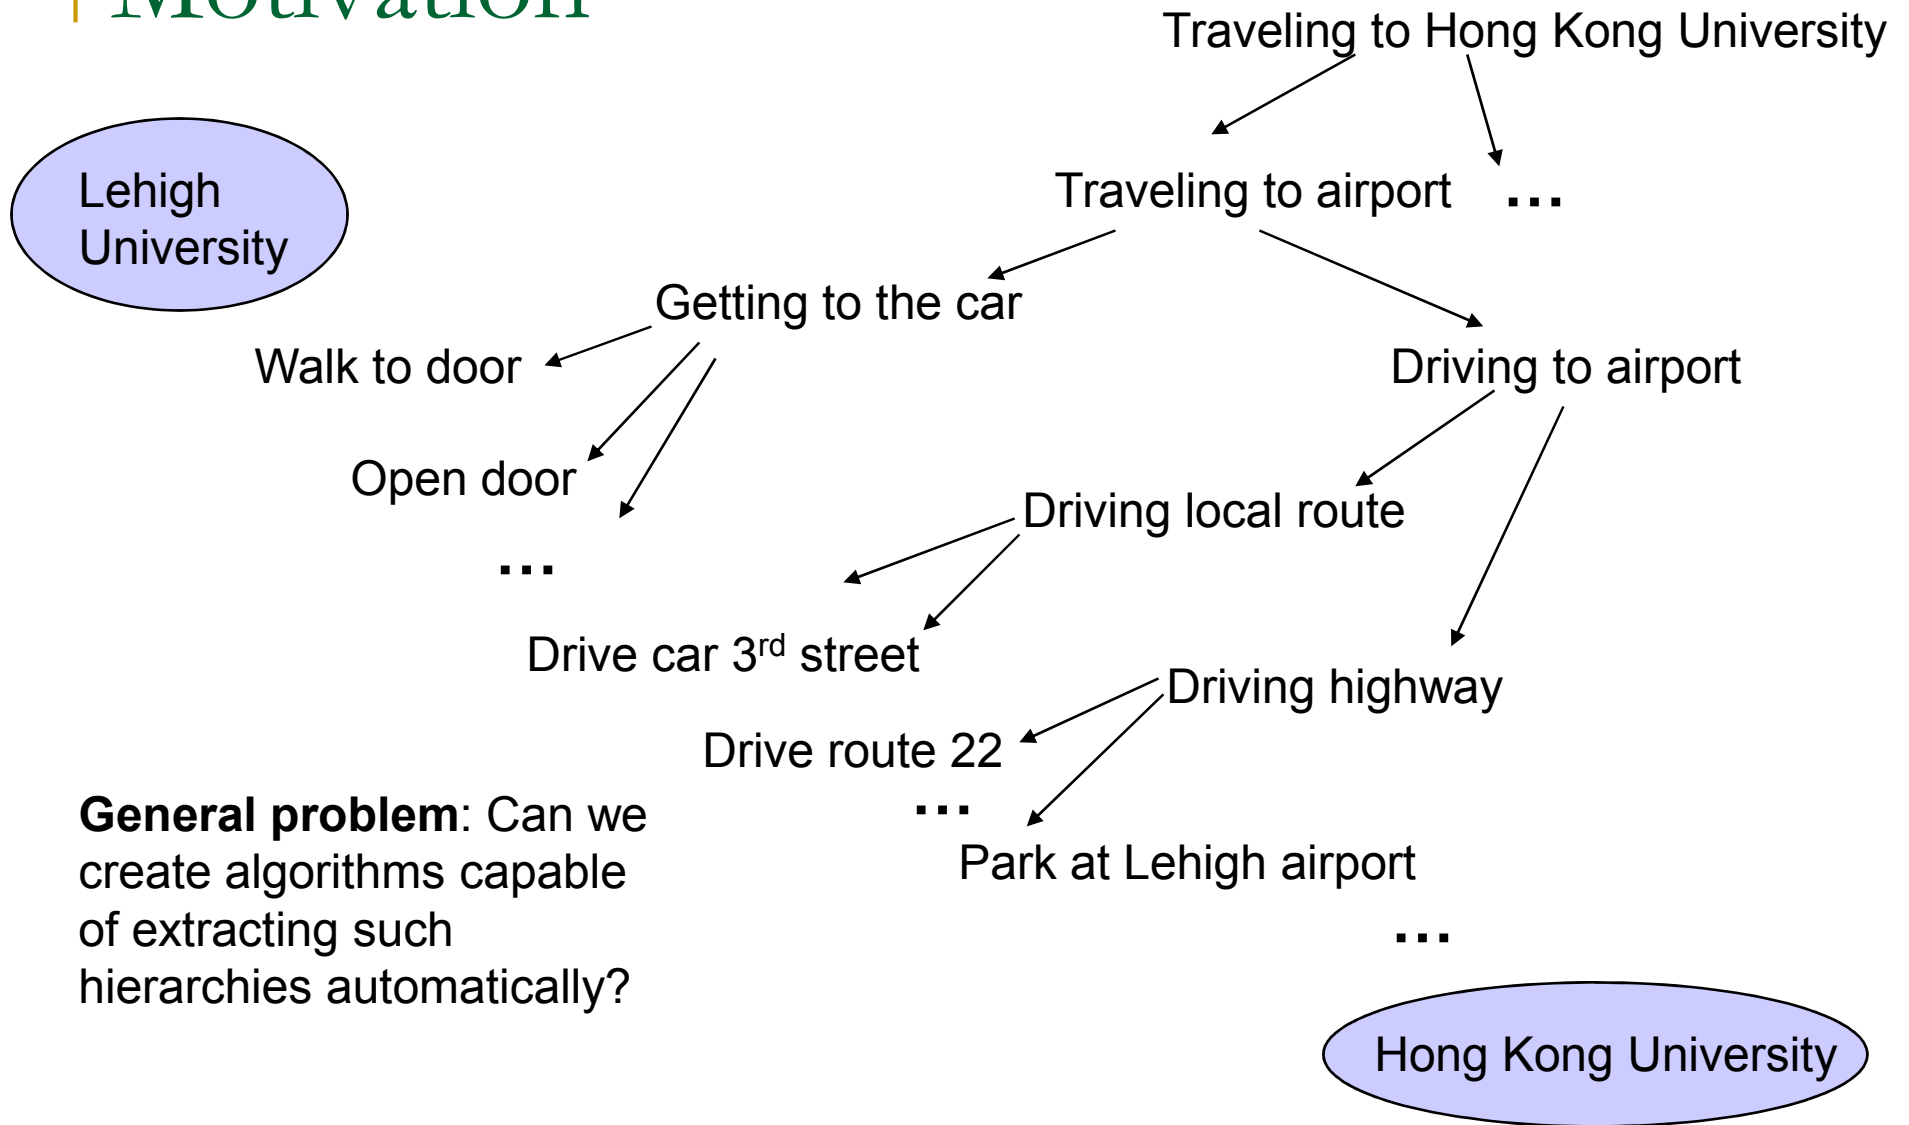 Motivation
Traveling to Hong Kong University
Lehigh
University
Traveling to airport ...
Getting to the car
Walk to door
Driving to airport
Open door
Driving local route
...
Drive car 3rd street
Driving highway
Drive route 22
...
General problem: Can we
create algorithms capable
of extracting such
hierarchies automatically?
Park at Lehigh airport
...
Hong Kong University